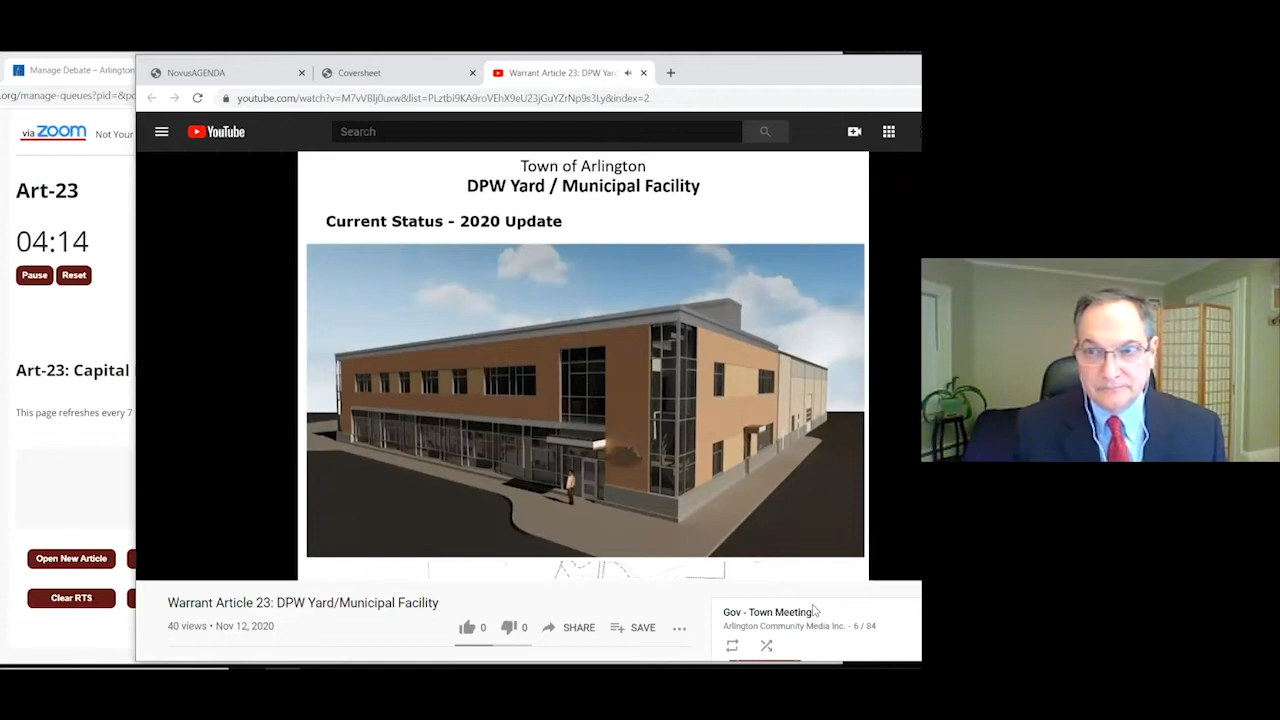 Manage Debate – Arlington
NovusAGENDA
Coversheet
Warrant Article 23: DPW Yar
.org/manage-queues?pid=&po
youtube.com/watch?v=M7vVBlj0uxw&list=PLztbi9KA9roVEhX9eU23jGuYZrNp9s3Ly&index=2
via zoom
Not Your
YouTube
Search
Art-23
04:14
Pause
Reset
Art-23: Capital
This page refreshes every 7
Open New Article
Clear RTS
Town of Arlington
DPW Yard / Municipal Facility
Current Status - 2020 Update
Warrant Article 23: DPW Yard/Municipal Facility
40 views • Nov 12, 2020
0
0
SHARE
SAVE
Gov - Town Meeting
Arlington Community Media Inc. - 6 / 84